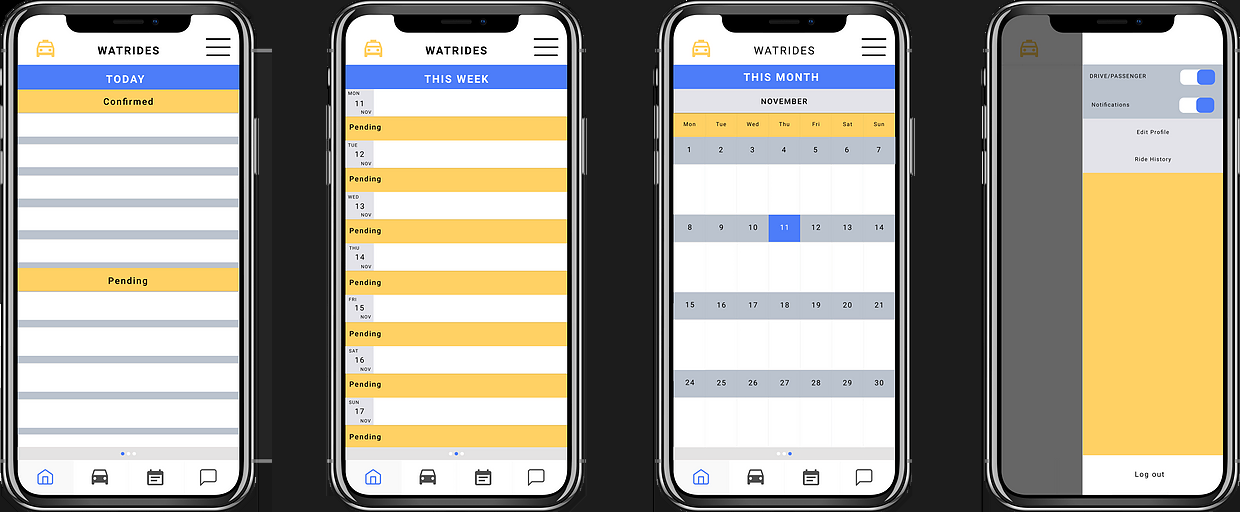 WATRIDES
TODAY
Confirmed
Pending
WATRIDES
THIS WEEK
MON
11
NOV
Pending
TUE
12
NOV
Pending
WED
13
NOV
Pending
THU
14
NOV
Pending
FRI
15
NOV
Pending
SAT
16
NOV
Pending
SUN
17
NOV
Pending
WATRIDES
THIS MONTH
NOVEMBER
Mon Tue Wed Thu Fri Sat Sun
1 2 3 4 5 6 7
8 9 10 11 12 13 14
15 16 17 18 19 20 21
24 25 26 27 28 29 30
DRIVE/PASSENGER
Notifications
Edit Profile
Ride History
Log out